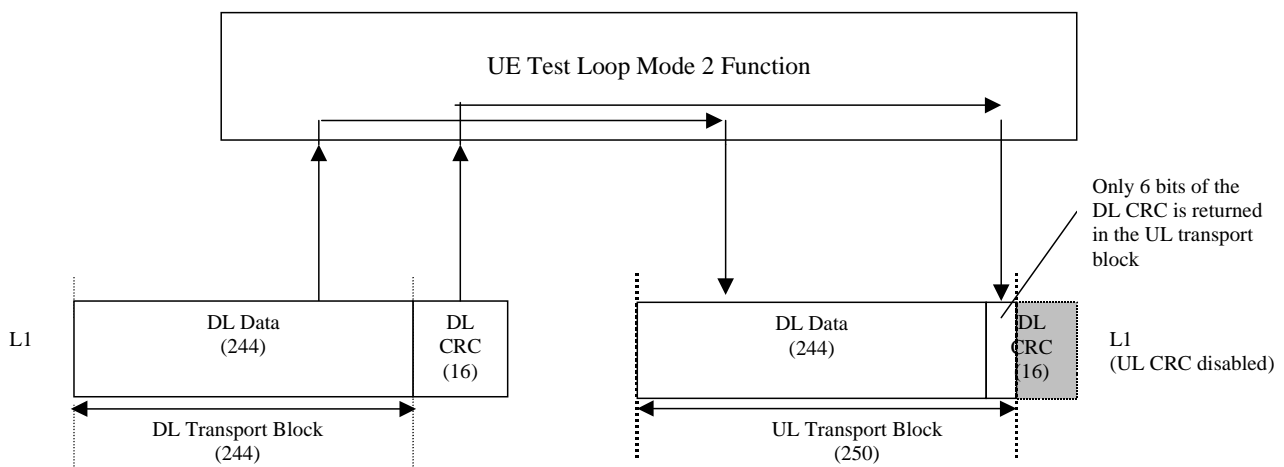 UE Test Loop Mode 2 Function
Only 6 bits of the
DL CRC is returned
in the UL transport
block
L1
DL Data
(244)
DL
CRC
(16)
DL Data
(244)
DL
CRC
(16)
L1
(UL CRC disabled)
DL Transport Block
(244)
UL Transport Block
(250)